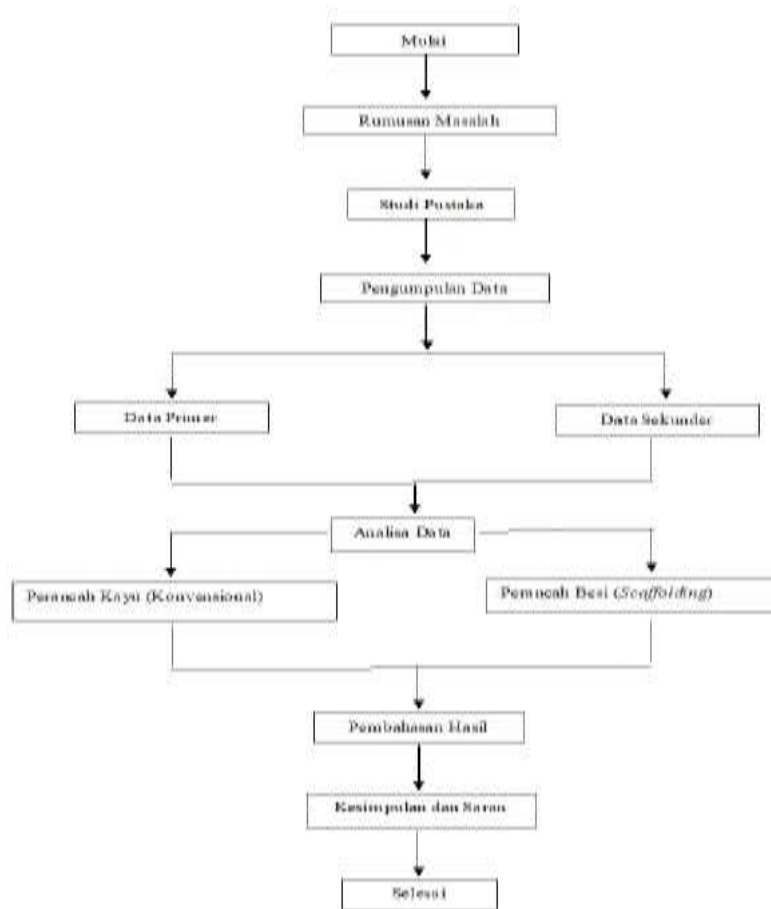 Mulai
Rumusan Masalah
Studi Pustaka
Pengumpulan Data
Data Primer
Data Sekunder
Analisa Data
Perancah Kayu (Konvensional)
Perancah Besi (Scaffolding)
Pembahasan Hasil
Kesimpulan dan Saran
Selesai